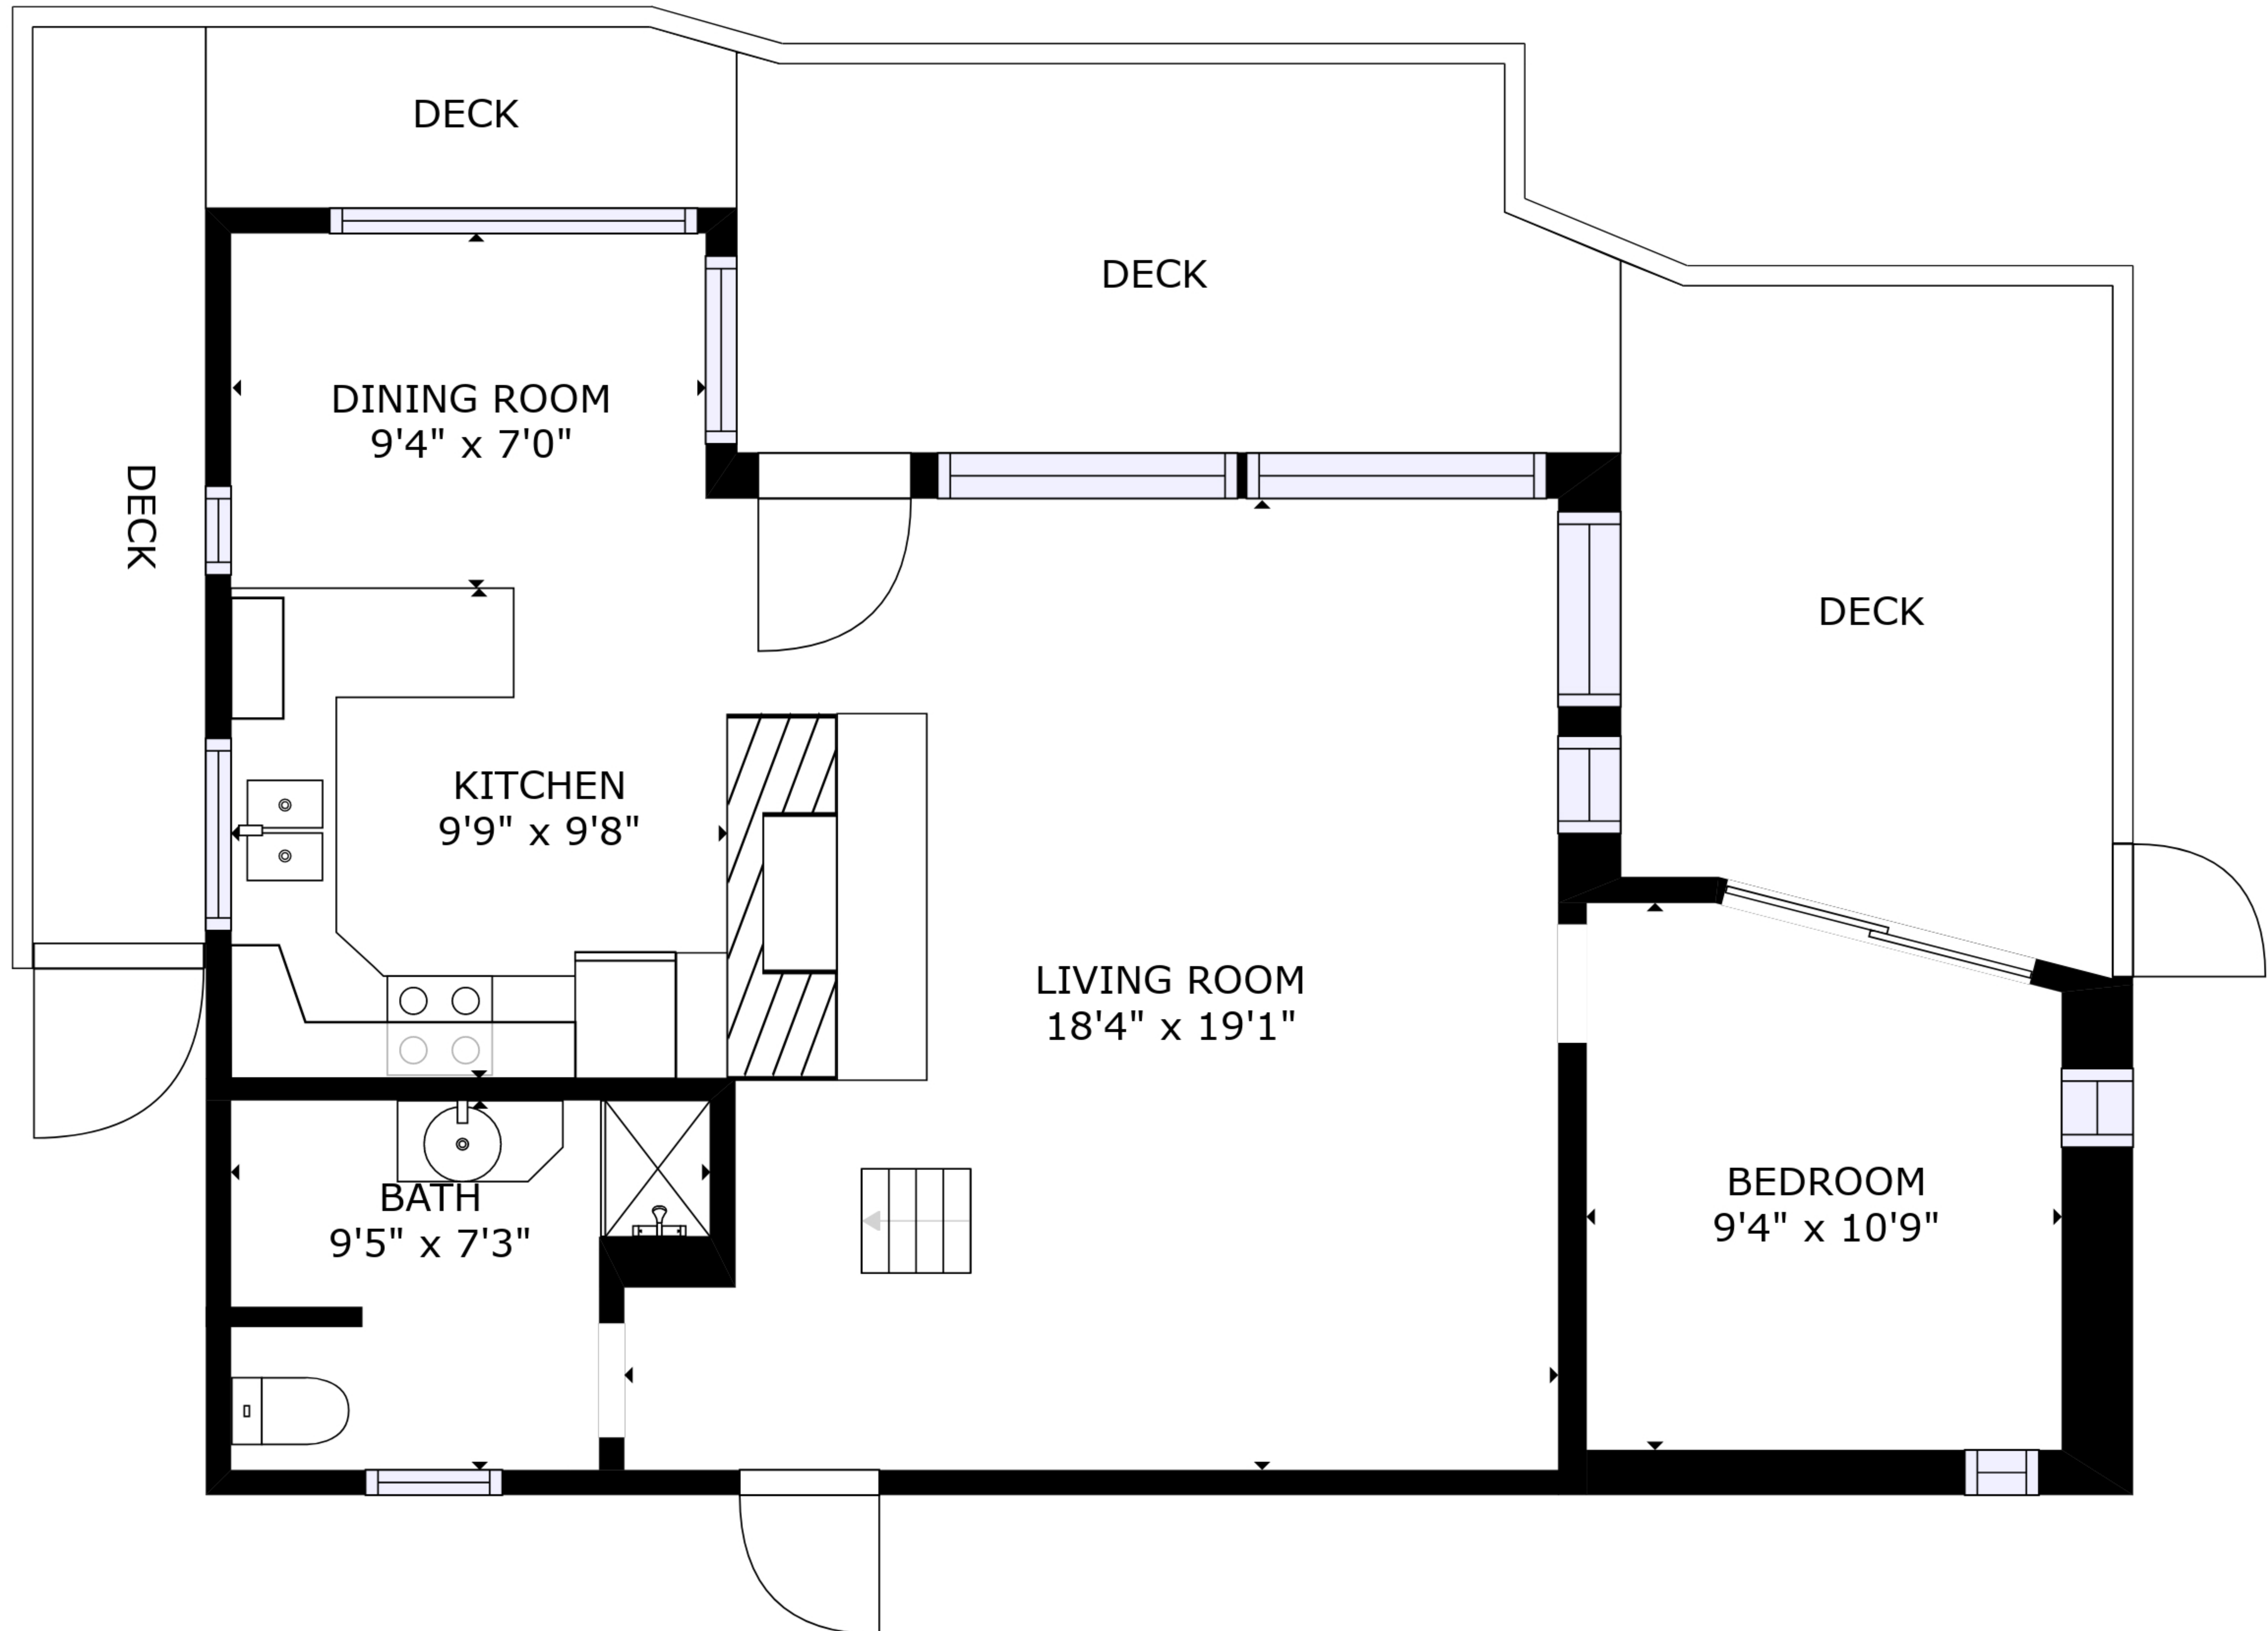 DECK
DECK
DINING ROOM
9'4" x 7'0"
DECK
DECK
KITCHEN
9'9" x 9'8"
LIVING ROOM
18'4" x 19'1"
BATH
9'5" x 7'3"
BEDROOM
9'4" x 10'9"